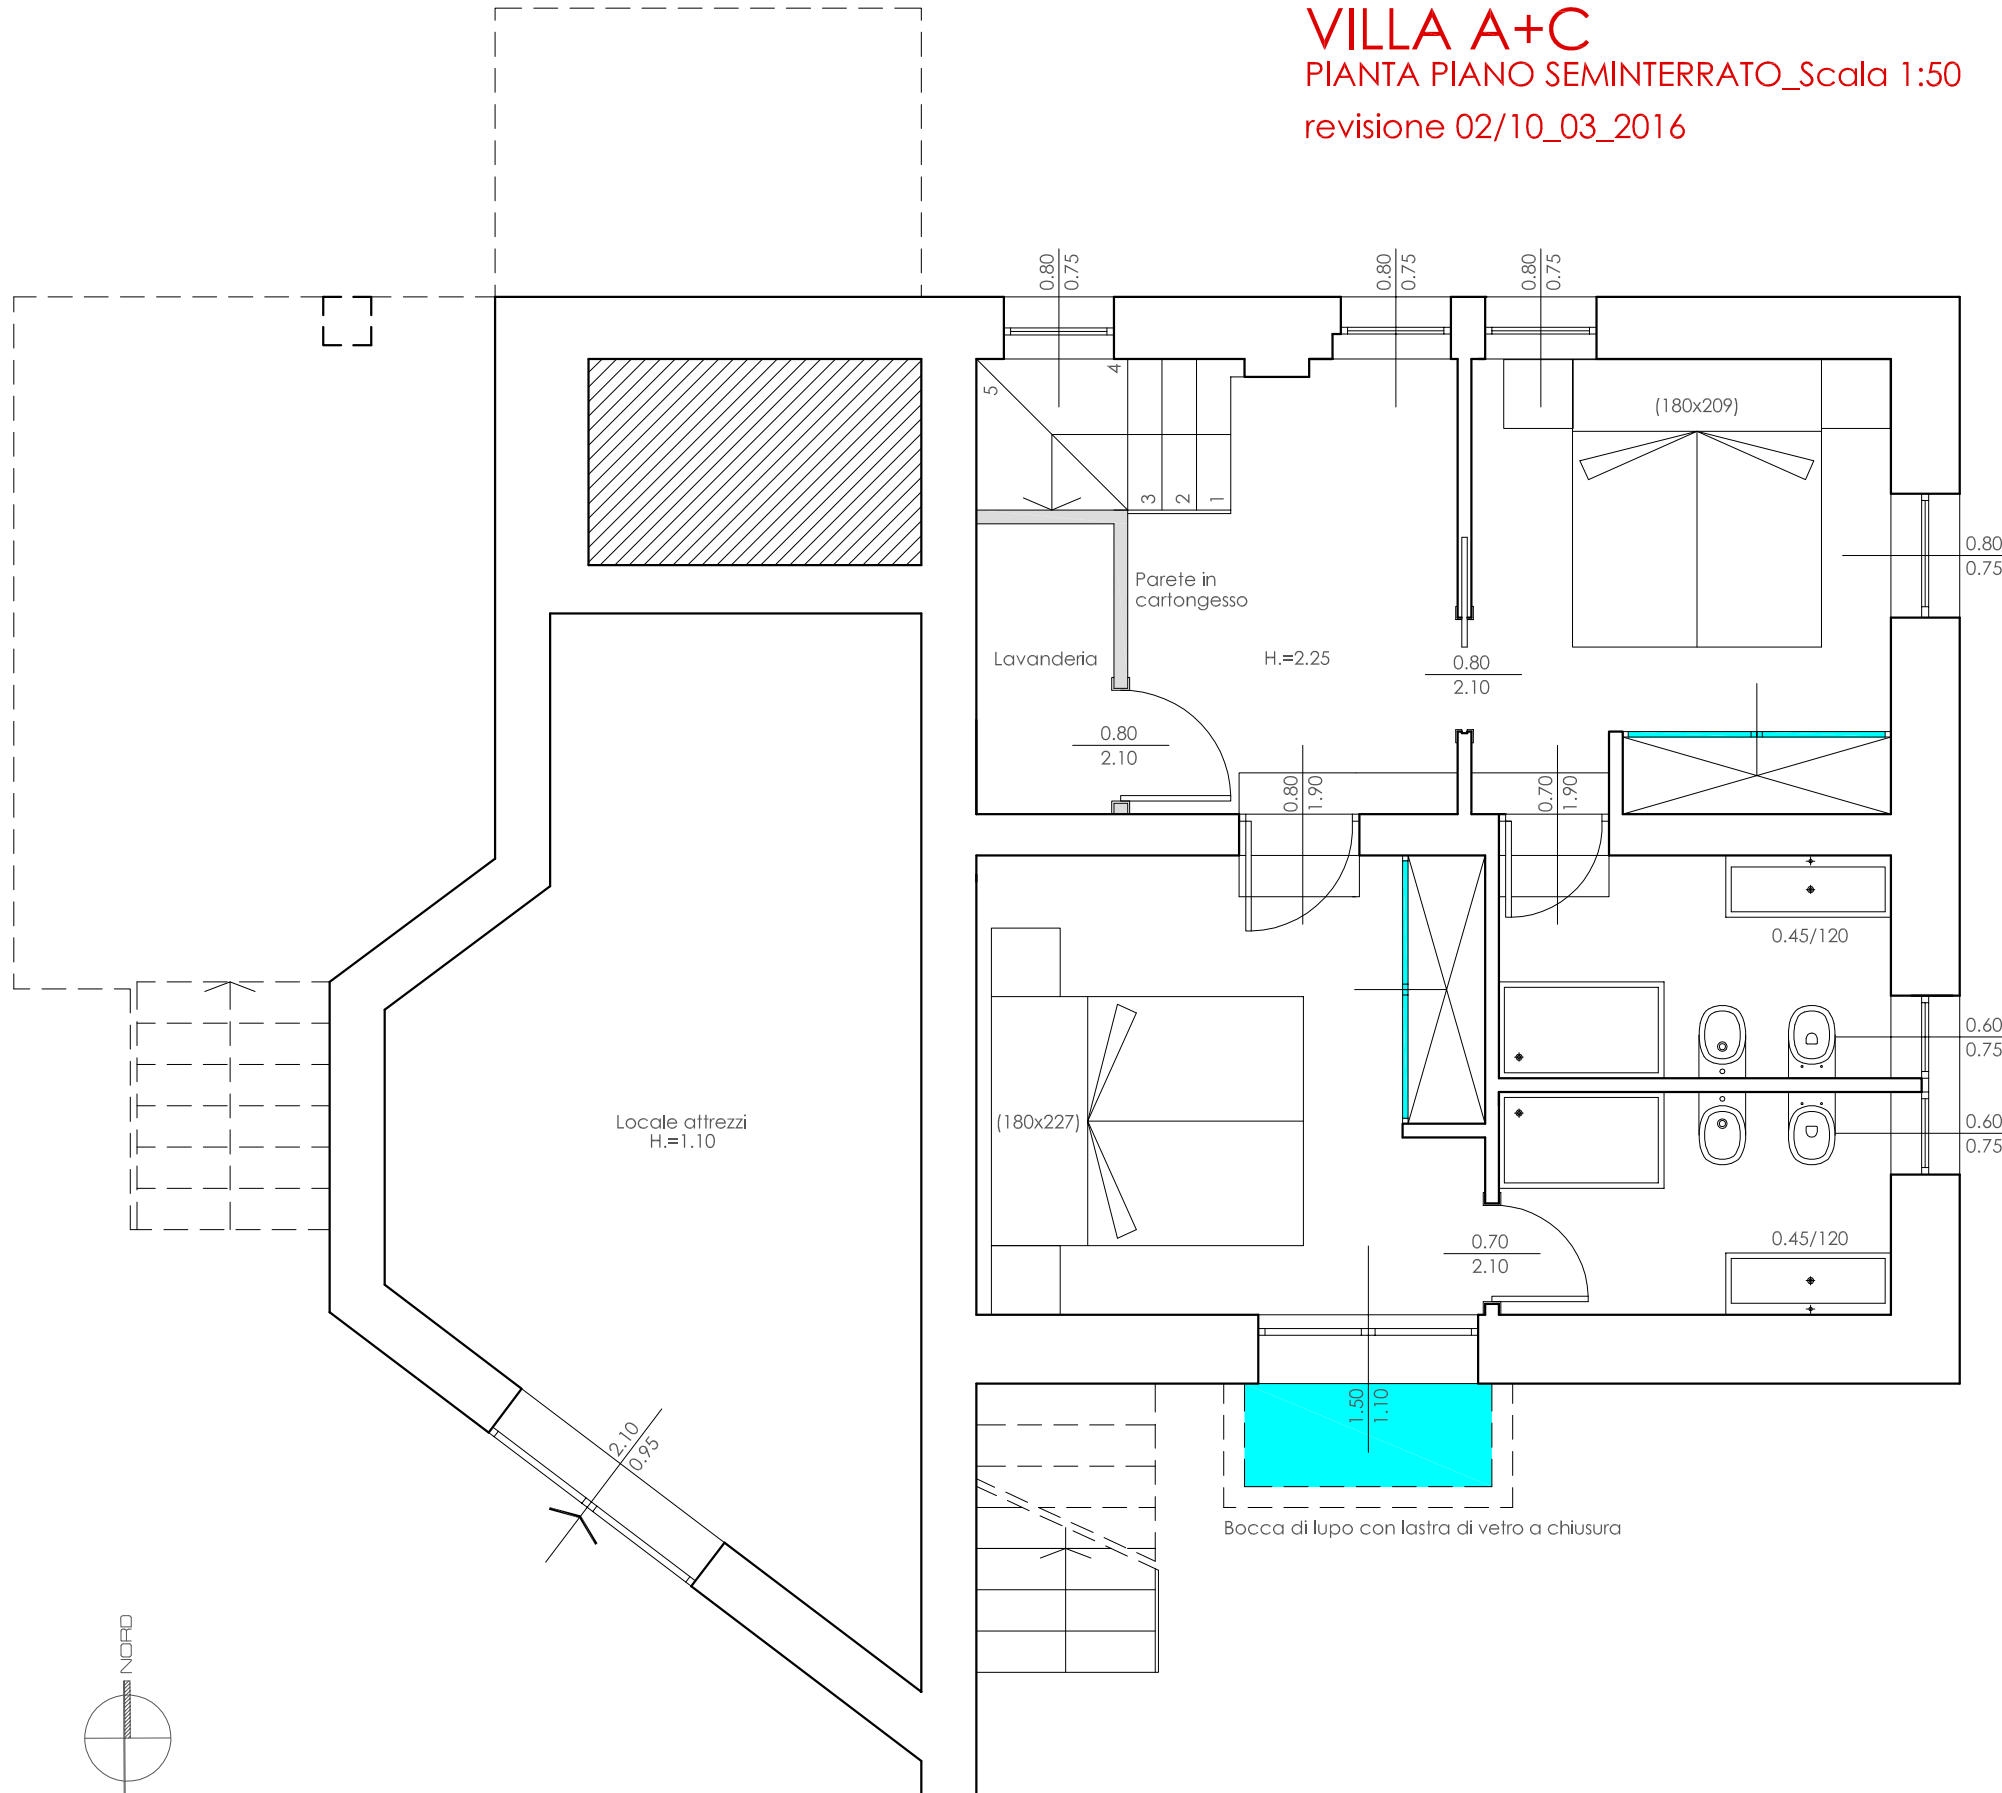 VILLA A+C
PIANTA PIANO SEMINTERRATO_Scala 1:50
revisione 02/10_03_2016
0.80
0.75
0.80
0.75
0.80
0.75
5
4
3
2
1
(180x209)
0.80
0.75
Parete in
cartongesso
Lavanderia
H.=2.25
0.80
2.10
0.80
2.10
0.80
1.90
0.70
1.90
0.45/120
0.60
0.75
Locale attrezzi
H.=1.10
(180x227)
0.60
0.75
0.70
2.10
0.45/120
1.50
1.10
2.10
0.95
Bocca di lupo con lastra di vetro a chiusura
NORD